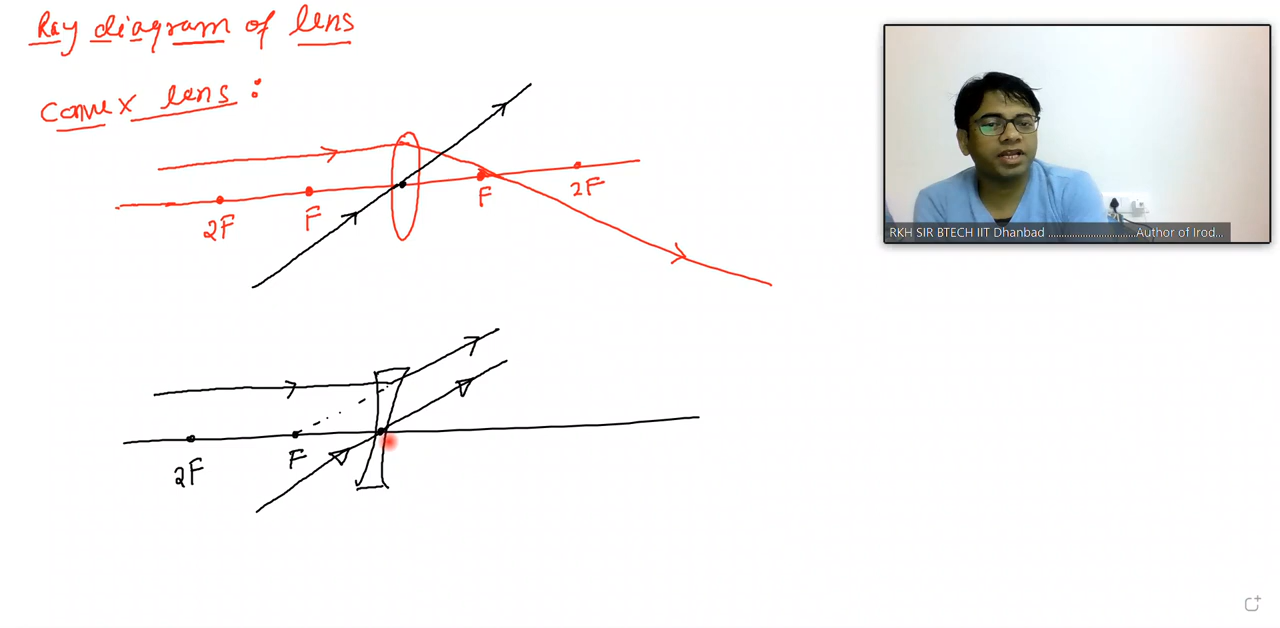 Ray diagram of lens
Convex lens :
2F F F 2F
2F F
RKH SIR BTECH IIT Dhanbad ..............................Author of Irod...